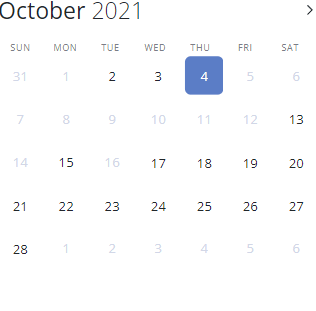 October 2021
SUN MON TUE WED THU FRI SAT
31 1 2 3 4 5 6
7 8 9 10 11 12 13
14 15 16 17 18 19 20
21 22 23 24 25 26 27
28 1 2 3 4 5 6